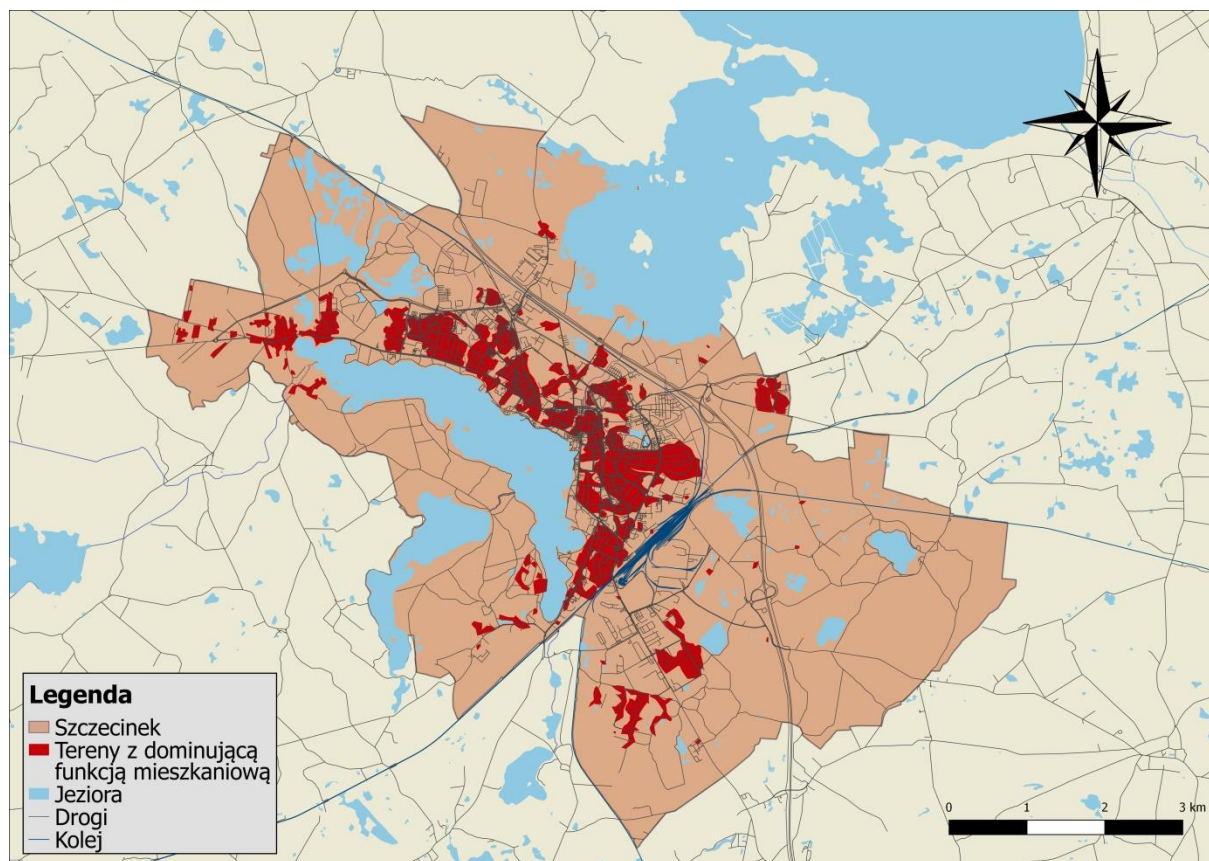 Legenda
Szczecinek
Tereny z dominującą
funkcją mieszkaniową
Jeziora
Drogi
Kolej
0 1 2 3 km